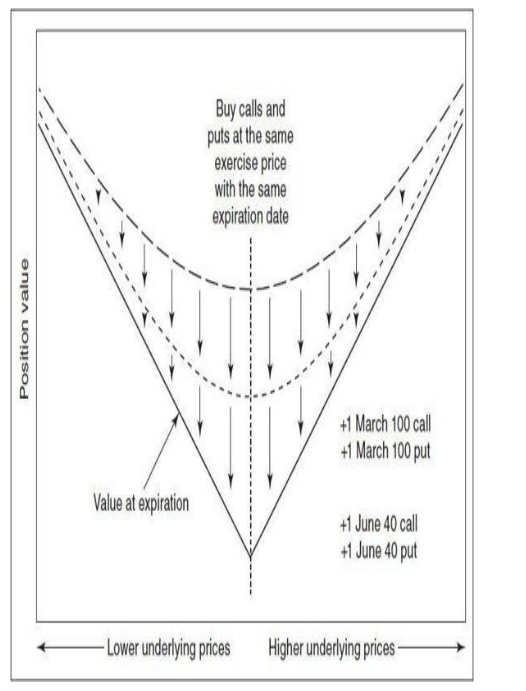 Buy calls and
puts at the same
exercise price
with the same
expiration date
Position value
+1 March 100 call
+1 March 100 put
Value at expiration
+1 June 40 call
+1 June 40 put
Lower underlying prices
Higher underlying prices